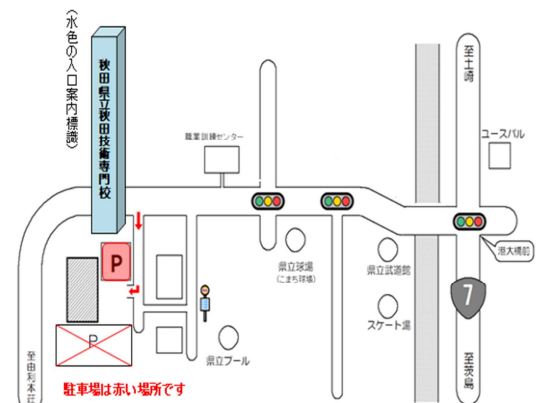 (水色の入口案内標識)
秋田県立秋田技術専門校
職業訓練センター
至土崎
ユースパル
県立球場
(こまち球場)
県立武道館
港大橋前
P
7
スケート場
P
県立プール
至由利本荘
至茨島
駐車場は赤い場所です